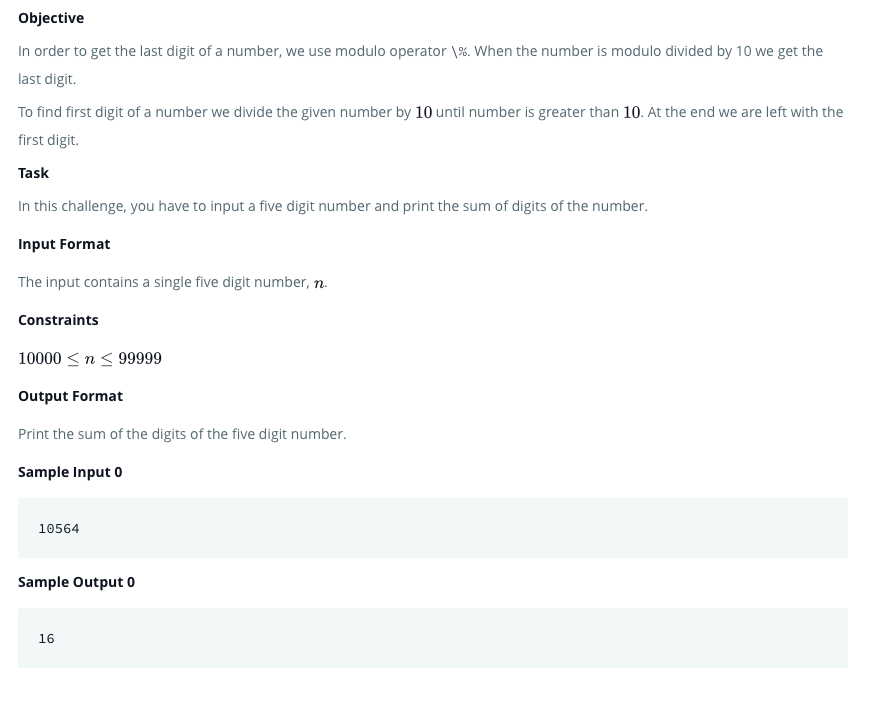 Objective
In order to get the last digit of a number, we use modulo operator \%. When the number is modulo divided by 10 we get the
last digit.
To find first digit of a number we divide the given number by 10 until number is greater than 10. At the end we are left with the
first digit.
Task
In this challenge, you have to input a five digit number and print the sum of digits of the number.
Input Format
The input contains a single five digit number, n.
Constraints
10000 ≤ n ≤ 99999
Output Format
Print the sum of the digits of the five digit number.
Sample Input 0
10564
Sample Output 0
16